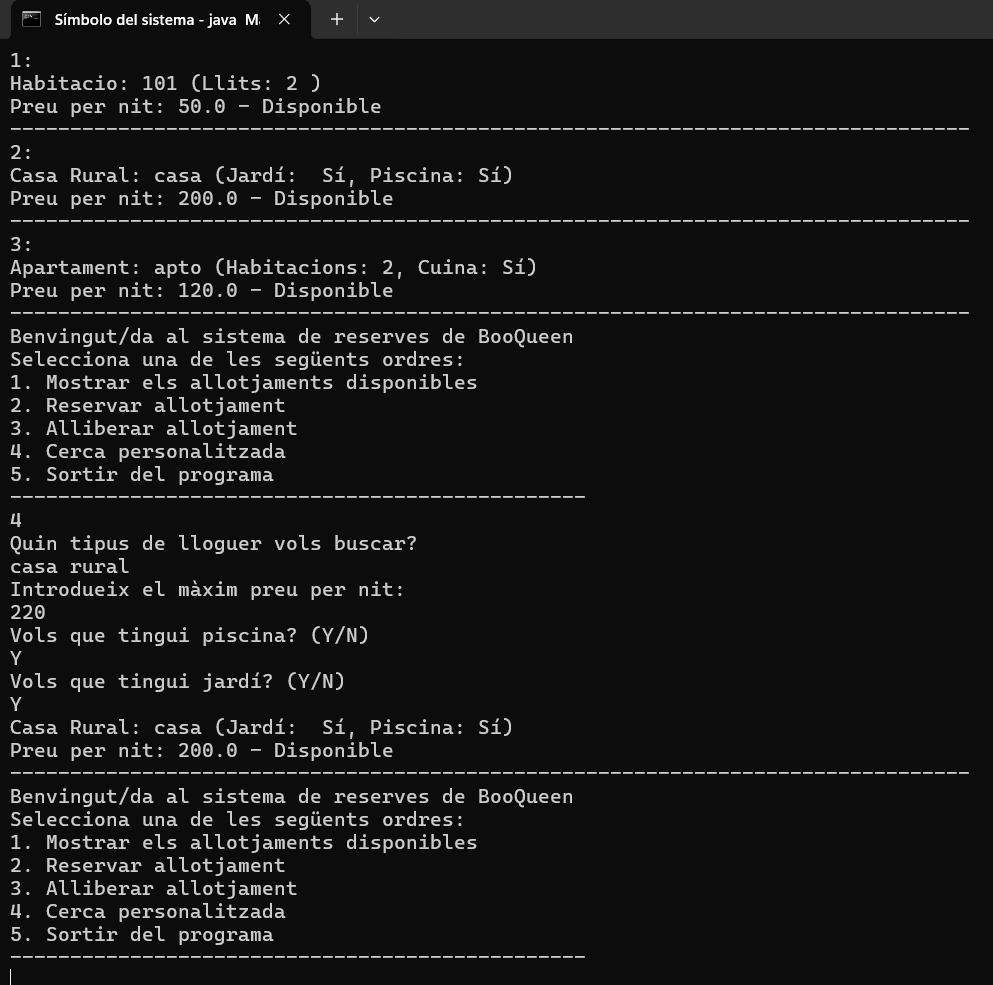 Símbolo del sistema - java Ma
1:
Habitacio: 101 (Llits: 2 )
Preu per nit: 50.0 - Disponible
--------------------------------------------------------------------------------
2:
Casa Rural: casa (Jardí:  Sí, Piscina: Sí)
Preu per nit: 200.0 - Disponible
--------------------------------------------------------------------------------
3:
Apartament: apto (Habitacions: 2, Cuina: Sí)
Preu per nit: 120.0 - Disponible
--------------------------------------------------------------------------------
Benvingut/da al sistema de reserves de BooQueen
Selecciona una de les següents ordres:
1. Mostrar els allotjaments disponibles
2. Reservar allotjament
3. Alliberar allotjament
4. Cerca personalitzada
5. Sortir del programa
------------------------------------------------
4
Quin tipus de lloguer vols buscar?
casa rural
Introdueix el màxim preu per nit:
220
Vols que tingui piscina? (Y/N)
Y
Vols que tingui jardí? (Y/N)
Y
Casa Rural: casa (Jardí:  Sí, Piscina: Sí)
Preu per nit: 200.0 - Disponible
--------------------------------------------------------------------------------
Benvingut/da al sistema de reserves de BooQueen
Selecciona una de les següents ordres:
1. Mostrar els allotjaments disponibles
2. Reservar allotjament
3. Alliberar allotjament
4. Cerca personalitzada
5. Sortir del programa
------------------------------------------------